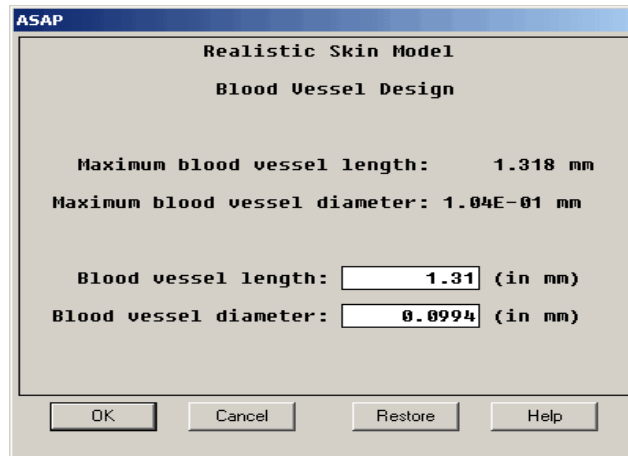 ASAP
Realistic Skin Model
Blood Vessel Design
Maximum blood vessel length: 1.318 mm
Maximum blood vessel diameter: 1.04E-01 mm
Blood vessel length: 1.31 (in mm)
Blood vessel diameter: 0.0994 (in mm)
OK Cancel Restore Help